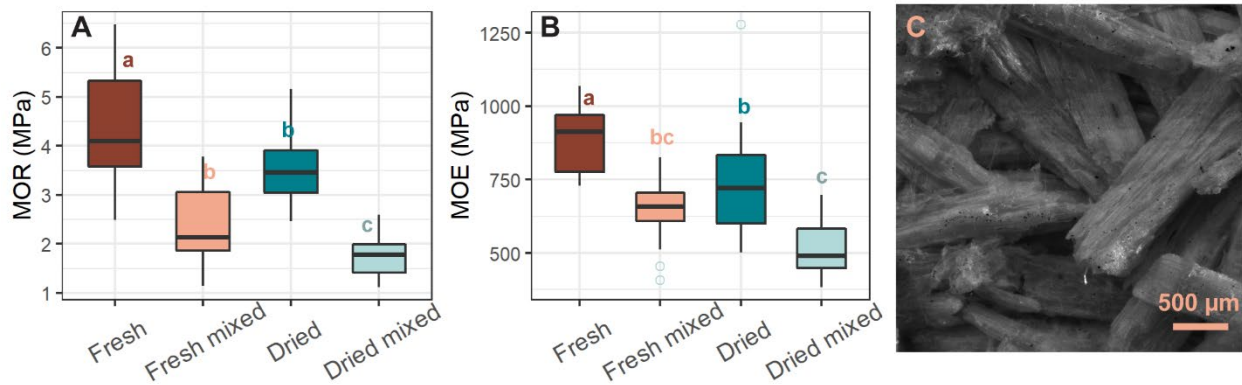 A
MOR (MPa)
6
5
4
3
2
1
a
b
b
c
Fresh
Fresh mixed
Dried
Dried mixed
B
MOE (MPa)
1250
1000
750
500
a
bc
b
c
Fresh
Fresh mixed
Dried
Dried mixed
C
500 µm